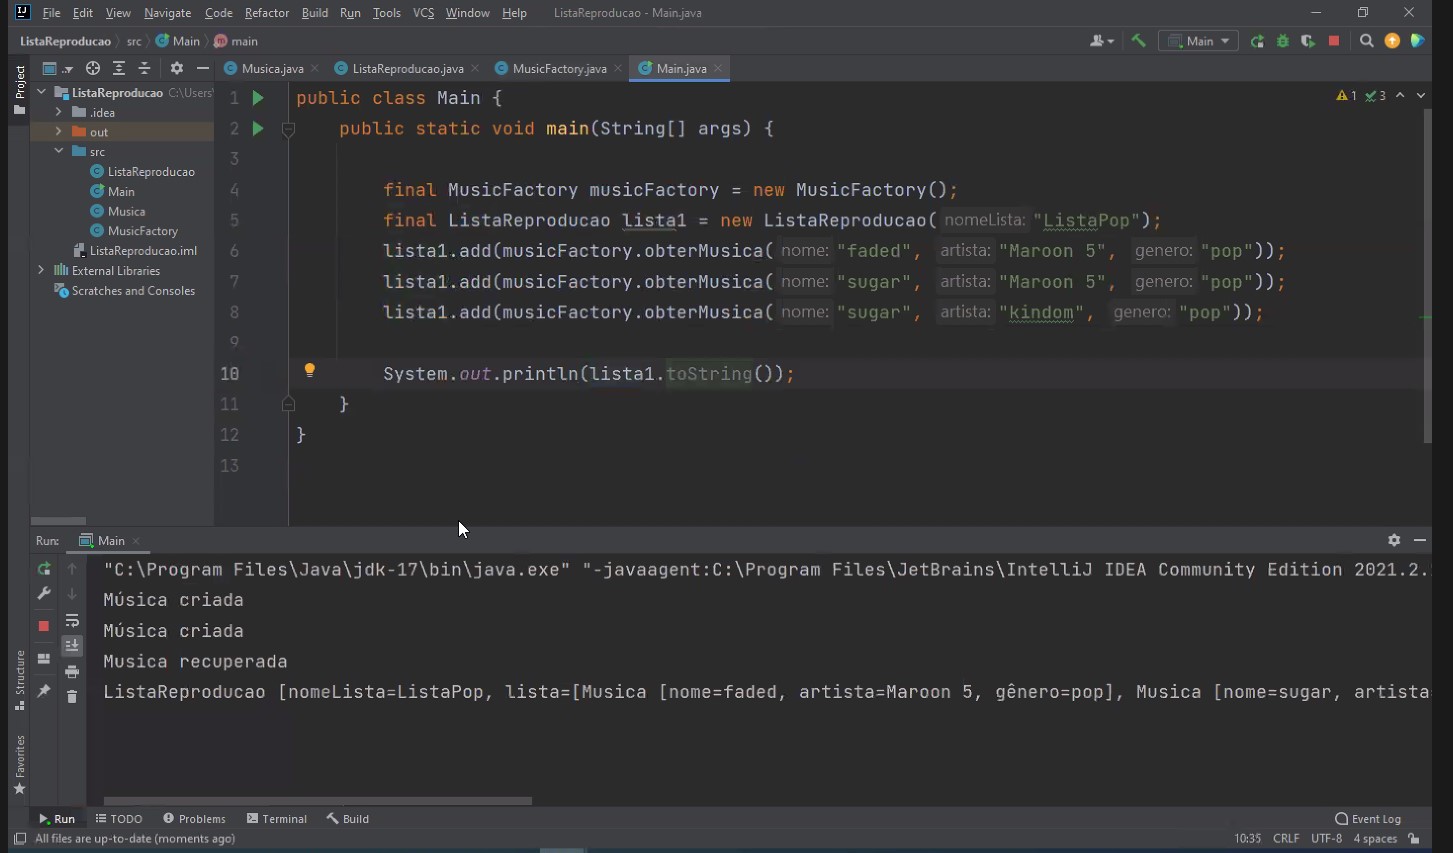 File Edit View Navigate Code Refactor Build Run Tools VCS Window Help ListaReproducao - Main.java
ListaReproducao src Main main
Main
Project
Musica.java ListaReproducao.java MusicFactory.java Main.java
ListaReproducao C:\Users
.idea
out
src
ListaReproducao
Main
Musica
MusicFactory
ListaReproducao.iml
External Libraries
Scratches and Consoles
1 public class Main {
2 public static void main(String[] args) {
3
4 final MusicFactory musicFactory = new MusicFactory();
5 final ListaReproducao lista1 = new ListaReproducao( nomeLista: "ListaPop");
6 lista1.add(musicFactory.obterMusica( nome: "faded", artista: "Maroon 5", genero: "pop"));
7 lista1.add(musicFactory.obterMusica( nome: "sugar", artista: "Maroon 5", genero: "pop"));
8 lista1.add(musicFactory.obterMusica( nome: "sugar", artista: "kindom", genero: "pop"));
9
10 System.out.println(lista1.toString());
11 }
12 }
13
1 3
Run: Main
"C:\Program Files\Java\jdk-17\bin\java.exe" "-javaagent:C:\Program Files\JetBrains\IntelliJ IDEA Community Edition 2021.2.
Música criada
Música criada
Musica recuperada
ListaReproducao [nomeLista=ListaPop, lista=[Musica [nome=faded, artista=Maroon 5, gênero=pop], Musica [nome=sugar, artista=
Structure
Favorites
Run TODO Problems Terminal Build Event Log
All files are up-to-date (moments ago) 10:35 CRLF UTF-8 4 spaces